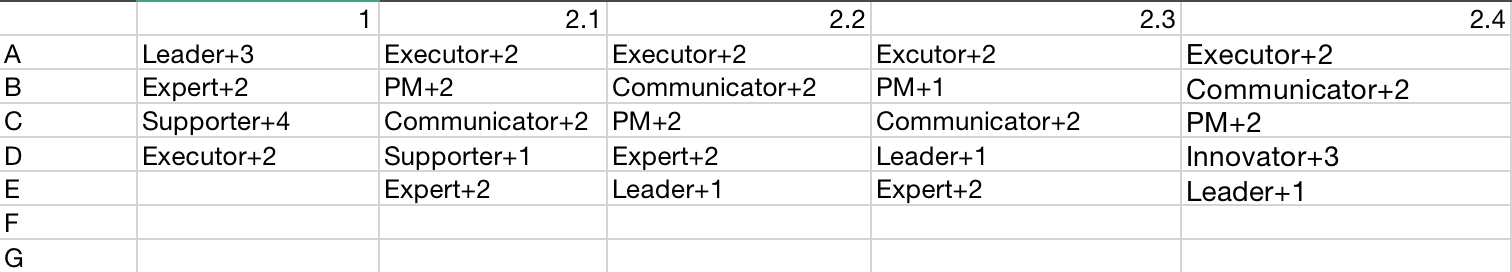 1 2.1 2.2 2.3 2.4
A Leader+3 Executor+2 Executor+2 Excutor+2 Executor+2
B Expert+2 PM+2 Communicator+2 PM+1 Communicator+2
C Supporter+4 Communicator+2 PM+2 Communicator+2 PM+2
D Executor+2 Supporter+1 Expert+2 Leader+1 Innovator+3
E Expert+2 Leader+1 Expert+2 Leader+1
F
G